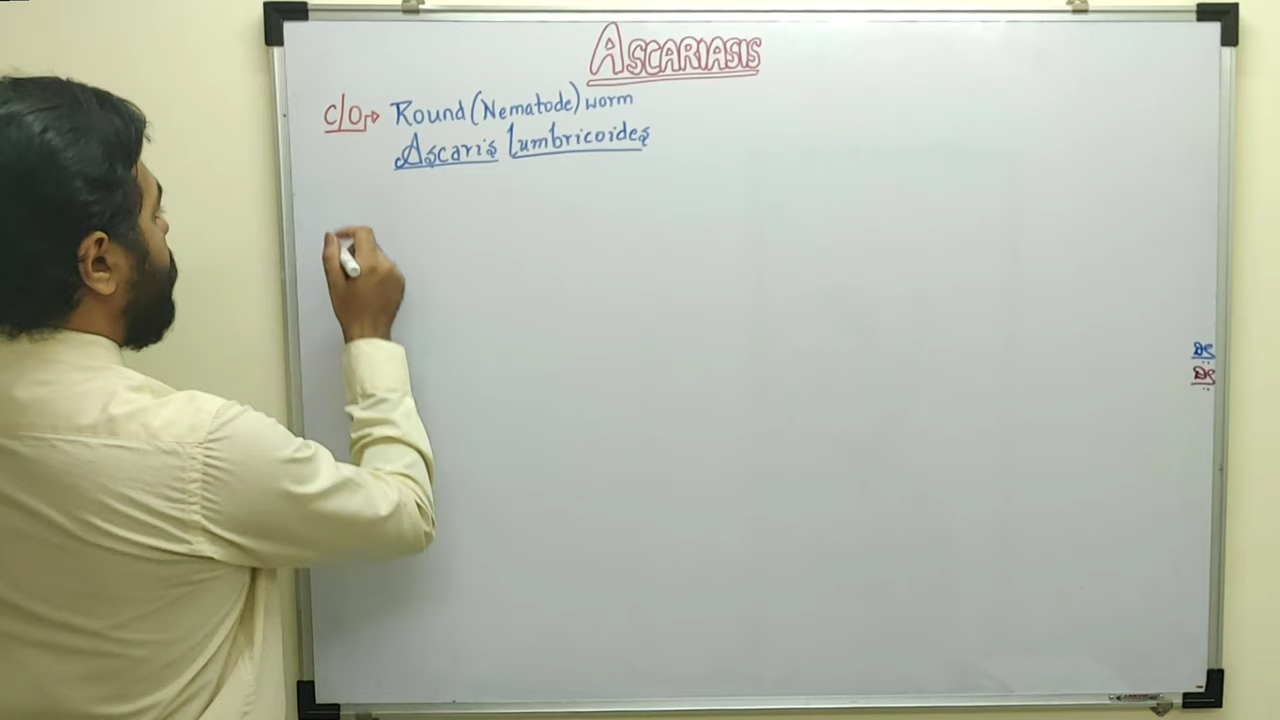 ASCARIASIS
C/O→ Round (Nematode) worm
Ascaris Lumbricoides